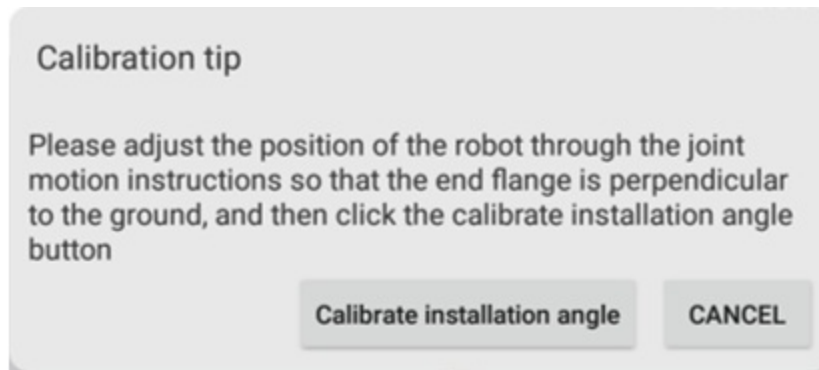 Calibration tip
Please adjust the position of the robot through the joint
motion instructions so that the end flange is perpendicular
to the ground, and then click the calibrate installation angle
button
Calibrate installation angle CANCEL